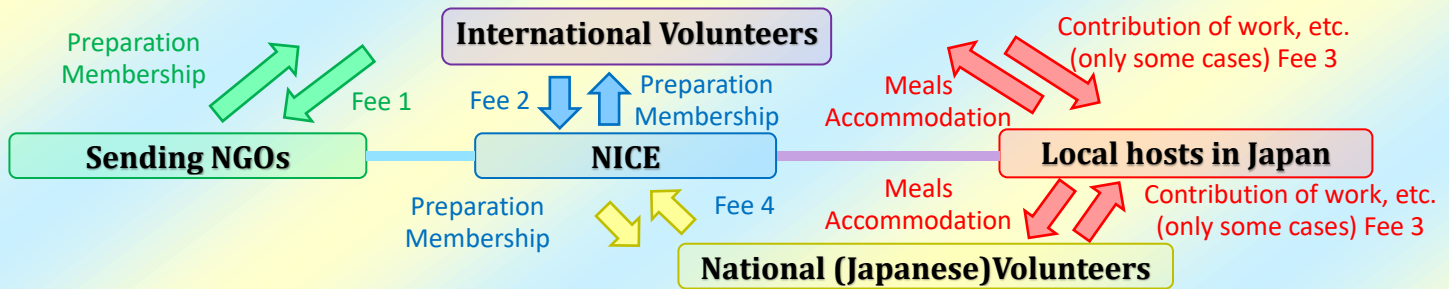 International Volunteers
Preparation
Membership
Fee 1
Fee 2
Preparation
Membership
Meals
Accommodation
Contribution of work, etc.
(only some cases) Fee 3
Sending NGOs
NICE
Local hosts in Japan
Preparation
Membership
Fee 4
Meals
Accommodation
Contribution of work, etc.
(only some cases) Fee 3
National (Japanese)Volunteers